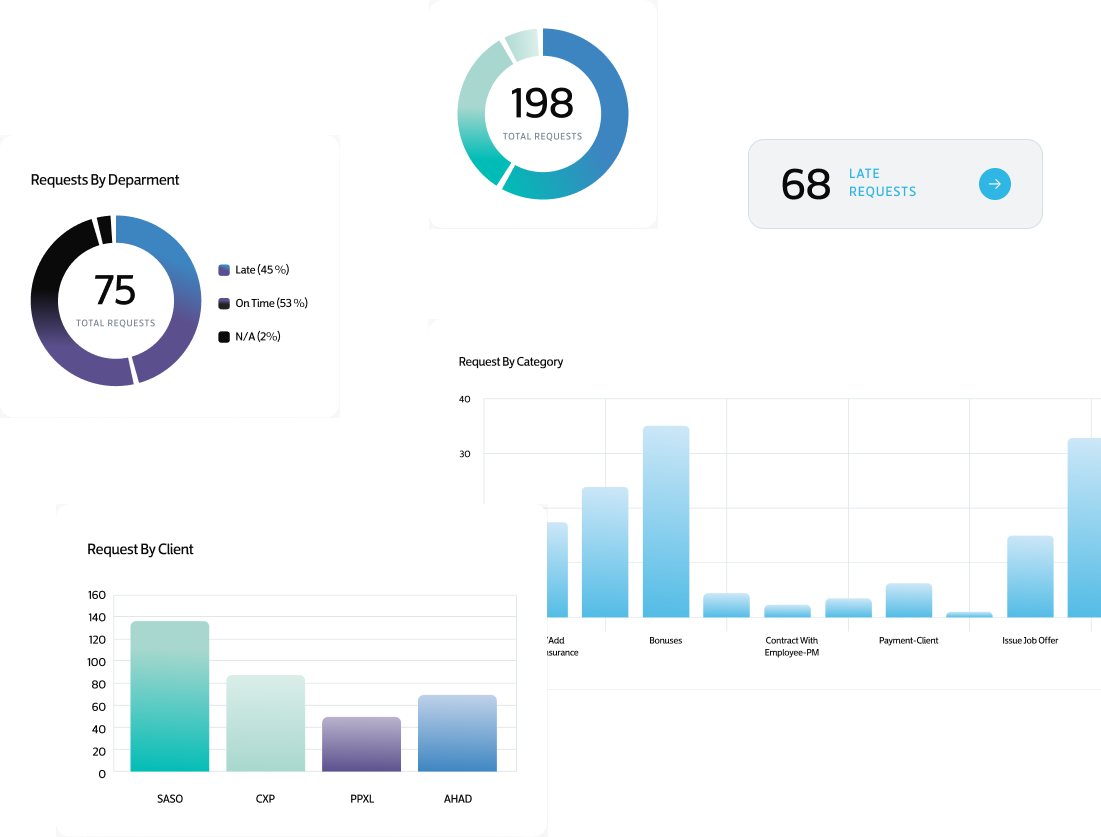 198
TOTAL REQUESTS
68
LATE
REQUESTS
Requests By Deparment
75
TOTAL REQUESTS
Late (45 %)
On Time (53 %)
N/A (2%)
Request By Category
40
30
/Add
surance
Bonuses
Contract With
Employee-PM
Payment-Client
Issue Job Offer
Request By Client
160
140
120
100
80
60
40
20
0
SASO
CXP
PPXL
AHAD